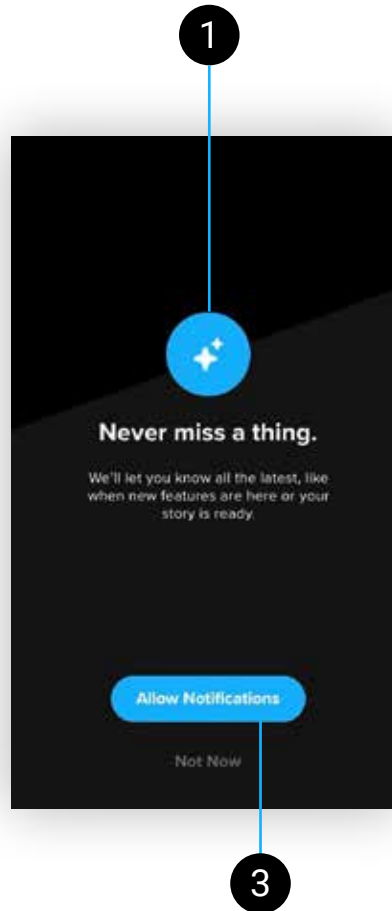 1
Never miss a thing.
We'll let you know all the latest, like
when new features are here or your
story is ready.
Allow Notifications
Not Now
3